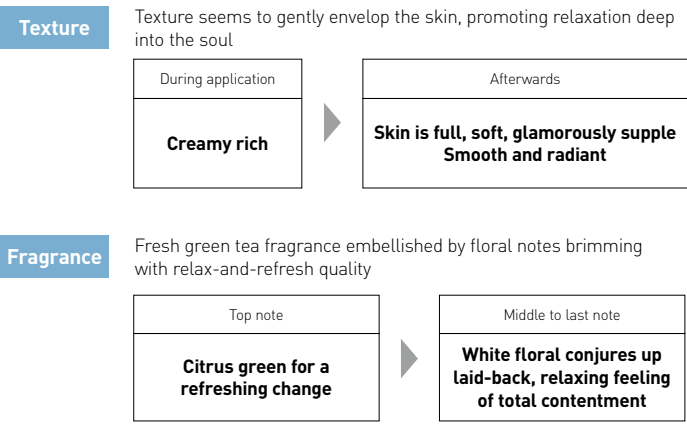 Texture
Texture seems to gently envelop the skin, promoting relaxation deep
into the soul
During application
Creamy rich
Afterwards
Skin is full, soft, glamorously supple
Smooth and radiant
Fragrance
Fresh green tea fragrance embellished by floral notes brimming
with relax-and-refresh quality
Top note
Citrus green for a
refreshing change
Middle to last note
White floral conjures up
laid-back, relaxing feeling
of total contentment